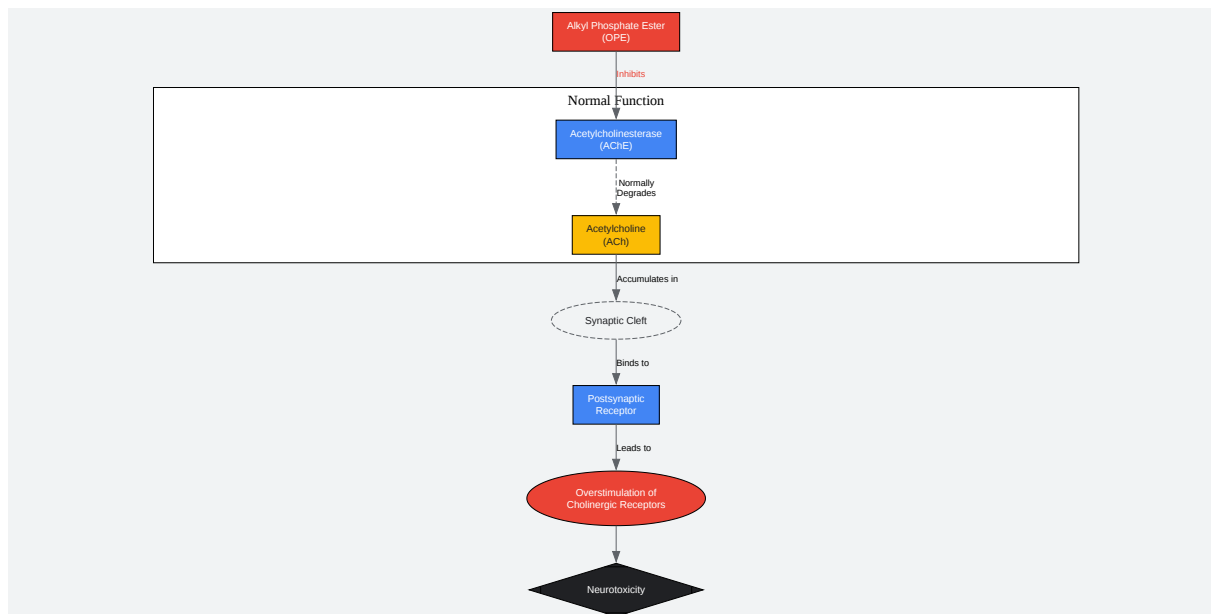 Alkyl Phosphate Ester
(OPE)
Inhibits
Normal Function
Acetylcholinesterase
(AChE)
Normally
Degrades
Acetylcholine
(ACh)
Accumulates in
Synaptic Cleft
Binds to
Postsynaptic
Receptor
Leads to
Overstimulation of
Cholinergic Receptors
Neurotoxicity